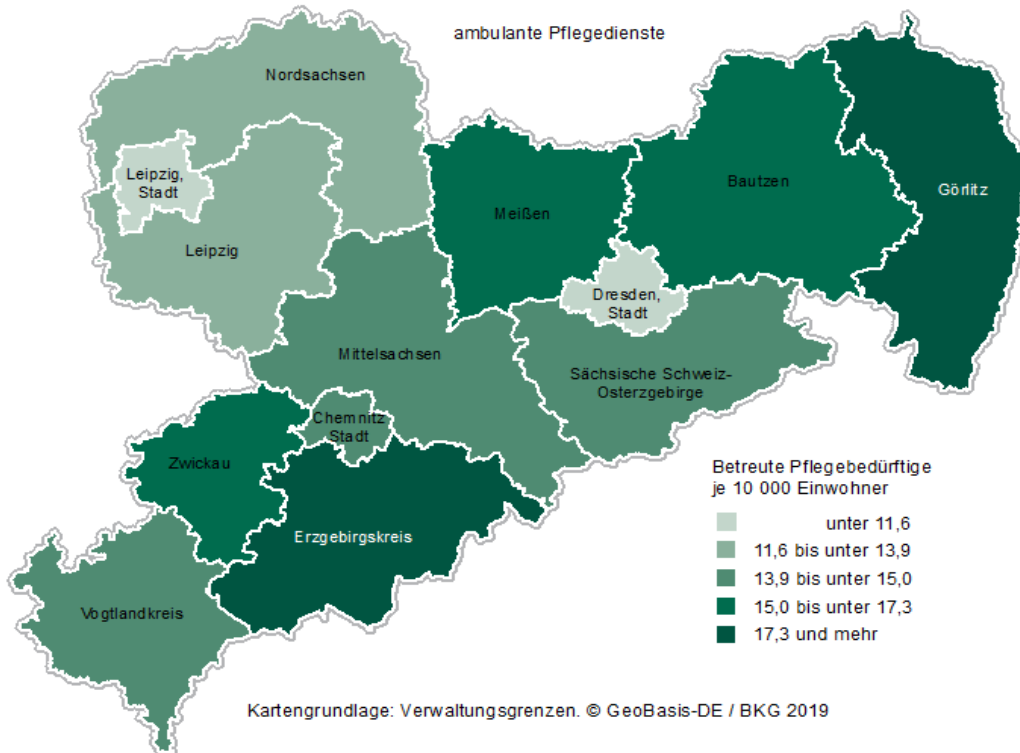 ambulante Pflegedienste
Nordsachsen
Leipzig,
Stadt
Leipzig
Meißen
Bautzen
Görlitz
Dresden,
Stadt
Mittelsachsen
Sächsische Schweiz-
Osterzgebirge
Chemnitz
Stadt
Zwickau
Erzgebirgskreis
Vogtlandkreis
Betreute Pflegebedürftige
je 10 000 Einwohner
unter 11,6
11,6 bis unter 13,9
13,9 bis unter 15,0
15,0 bis unter 17,3
17,3 und mehr
Kartengrundlage: Verwaltungsgrenzen. © GeoBasis-DE / BKG 2019